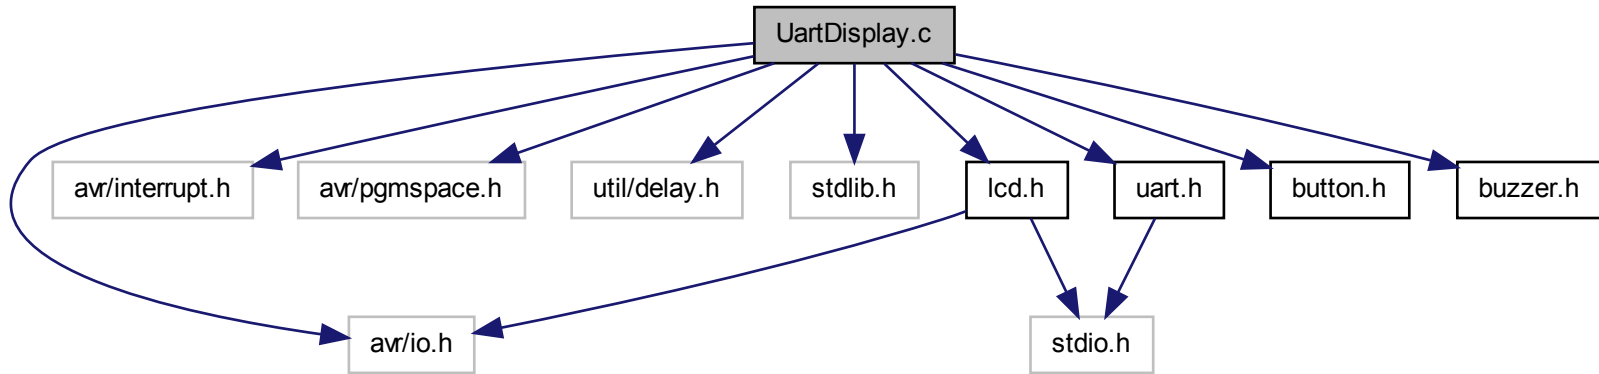 UartDisplay.c
avr/interrupt.h
avr/pgmspace.h
util/delay.h
stdlib.h
lcd.h
uart.h
button.h
buzzer.h
avr/io.h
stdio.h